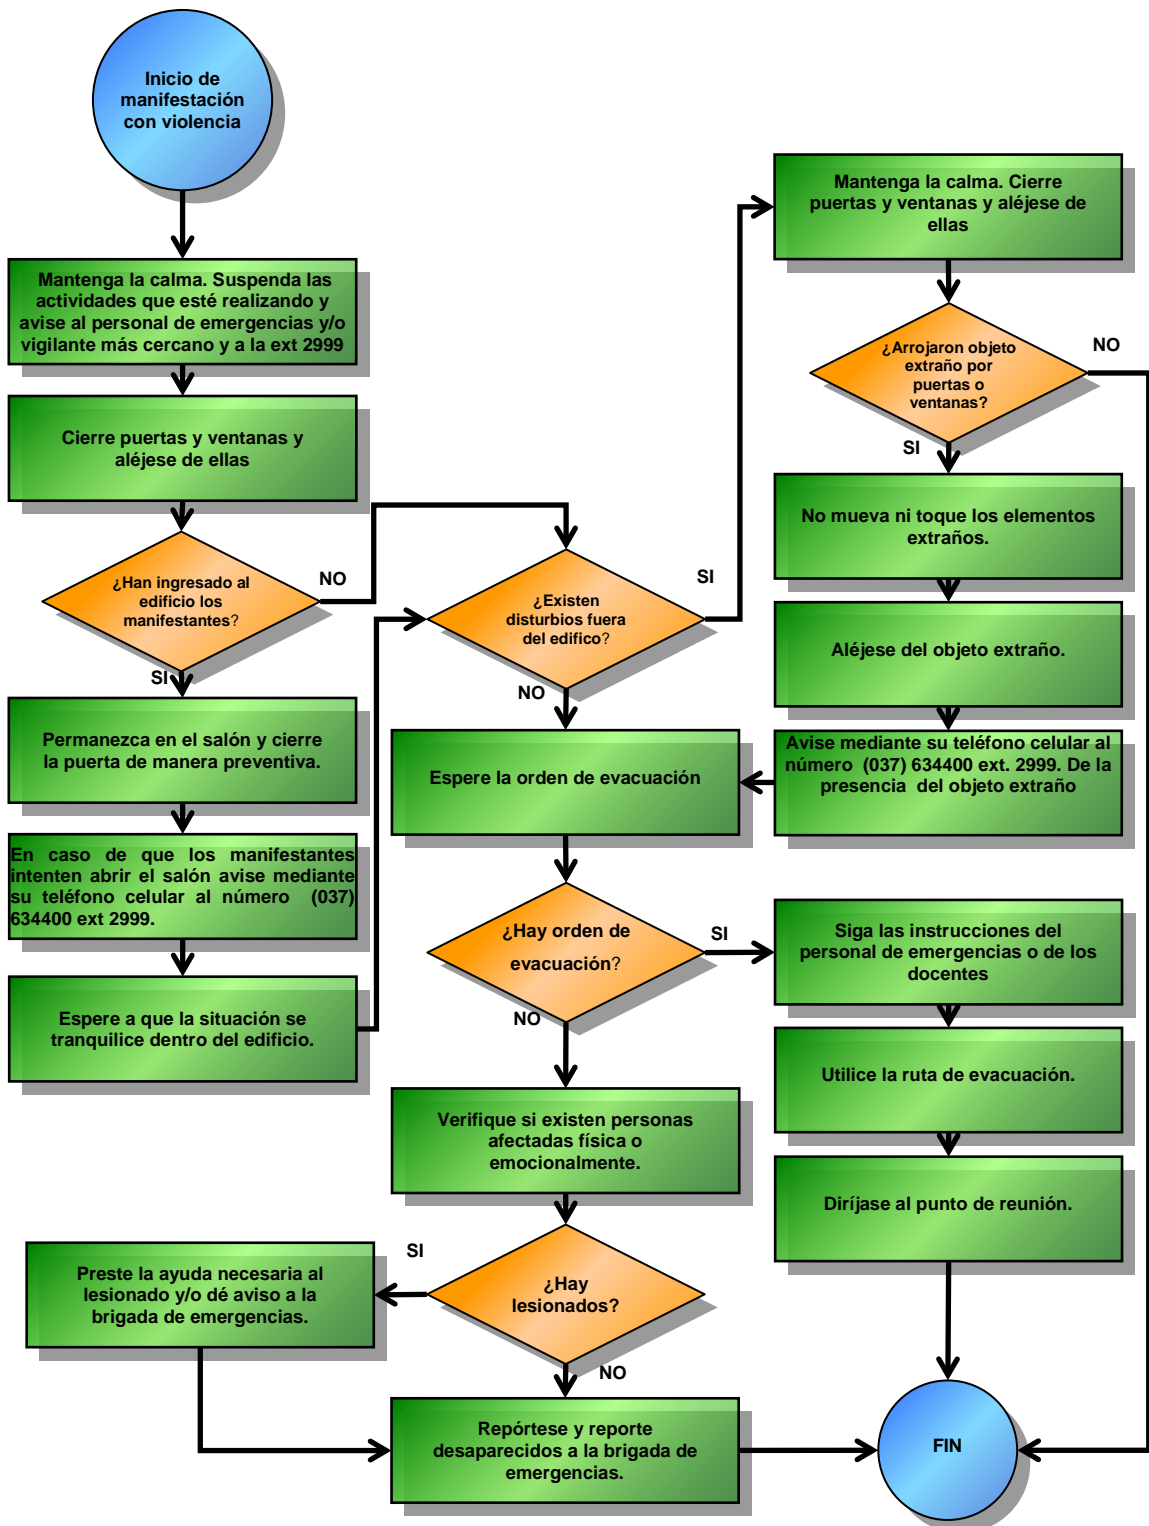 Inicio de
manifestación
con violencia
Mantenga la calma. Suspenda las
actividades que esté realizando y
avise al personal de emergencias y/o
vigilante más cercano y a la ext 2999
Cierre puertas y ventanas y
aléjese de ellas
¿Han ingresado al
edificio los
manifestantes?
NO
SI
Permanezca en el salón y cierre
la puerta de manera preventiva.
En caso de que los manifestantes
intenten abrir el salón avise mediante
su teléfono celular al número (037)
634400 ext 2999.
Espere a que la situación se
tranquilice dentro del edificio.
¿Existen
disturbios fuera
del edifico?
SI
NO
Mantenga la calma. Cierre
puertas y ventanas y aléjese de
ellas
¿Arrojaron objeto
extraño por
puertas o
ventanas?
NO
SI
No mueva ni toque los elementos
extraños.
Aléjese del objeto extraño.
Avise mediante su teléfono celular al
número (037) 634400 ext. 2999. De la
presencia del objeto extraño
Espere la orden de evacuación
¿Hay orden de
evacuación?
SI
NO
Siga las instrucciones del
personal de emergencias o de los
docentes
Utilice la ruta de evacuación.
Diríjase al punto de reunión.
Verifique si existen personas
afectadas física o
emocionalmente.
¿Hay
lesionados?
SI
NO
Preste la ayuda necesaria al
lesionado y/o dé aviso a la
brigada de emergencias.
Repórtese y reporte
desaparecidos a la brigada de
emergencias.
FIN